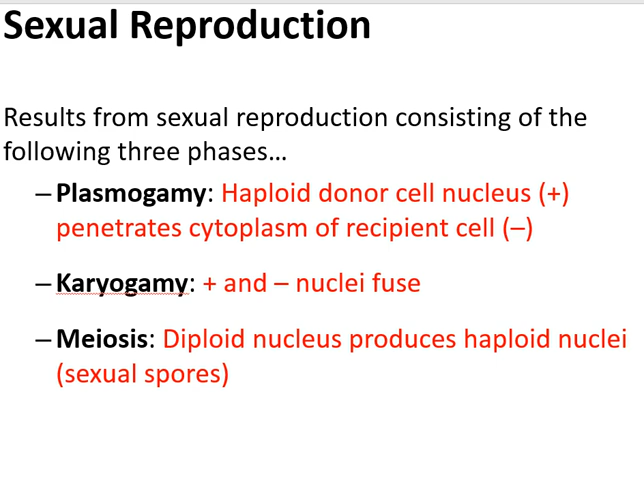 Sexual Reproduction
Results from sexual reproduction consisting of the
following three phases…
– Plasmogamy: Haploid donor cell nucleus (+)
penetrates cytoplasm of recipient cell (–)
– Karyogamy: + and – nuclei fuse
– Meiosis: Diploid nucleus produces haploid nuclei
(sexual spores)